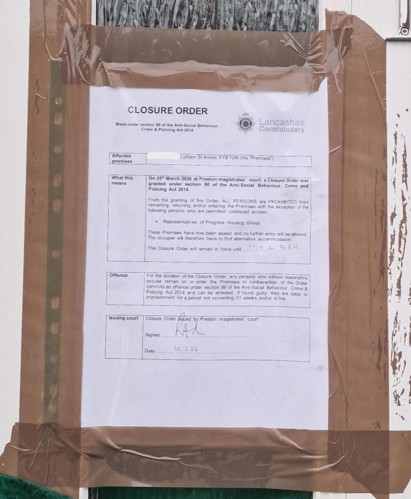 CLOSURE ORDER
Made under section 80 of the Anti-Social Behaviour
Crime & Policing Act 2014
Lancashire
Constabulary
Affected
premises
Lytham St Annes, FY8 1UN (the "Premises")
What this
means
On 25th March 2026 at Preston magistrates' court a Closure Order was
granted under section 80 of the Anti-Social Behaviour, Crime and
Policing Act 2014.
From the granting of this Order, ALL PERSONS are PROHIBITED from
remaining, returning and/or entering the Premises with the exception of the
following persons who are permitted continued access:
• Representatives of Progress Housing Group
These Premises have now been sealed and no further entry will be allowed.
The occupier will therefore have to find alternative accommodation.
This Closure Order will remain in force until
Offence
For the duration of the Closure Order, any persons who without reasonable
excuse remain on or enter the Premises in contravention of the Order
commits an offence under section 86 of the Anti-Social Behaviour, Crime &
Policing Act 2014 and can be arrested. If found guilty, they are liable to
imprisonment for a period not exceeding 51 weeks and/or a fine.
Issuing court
Closure Order issued by Preston magistrates' court
Signed
Date